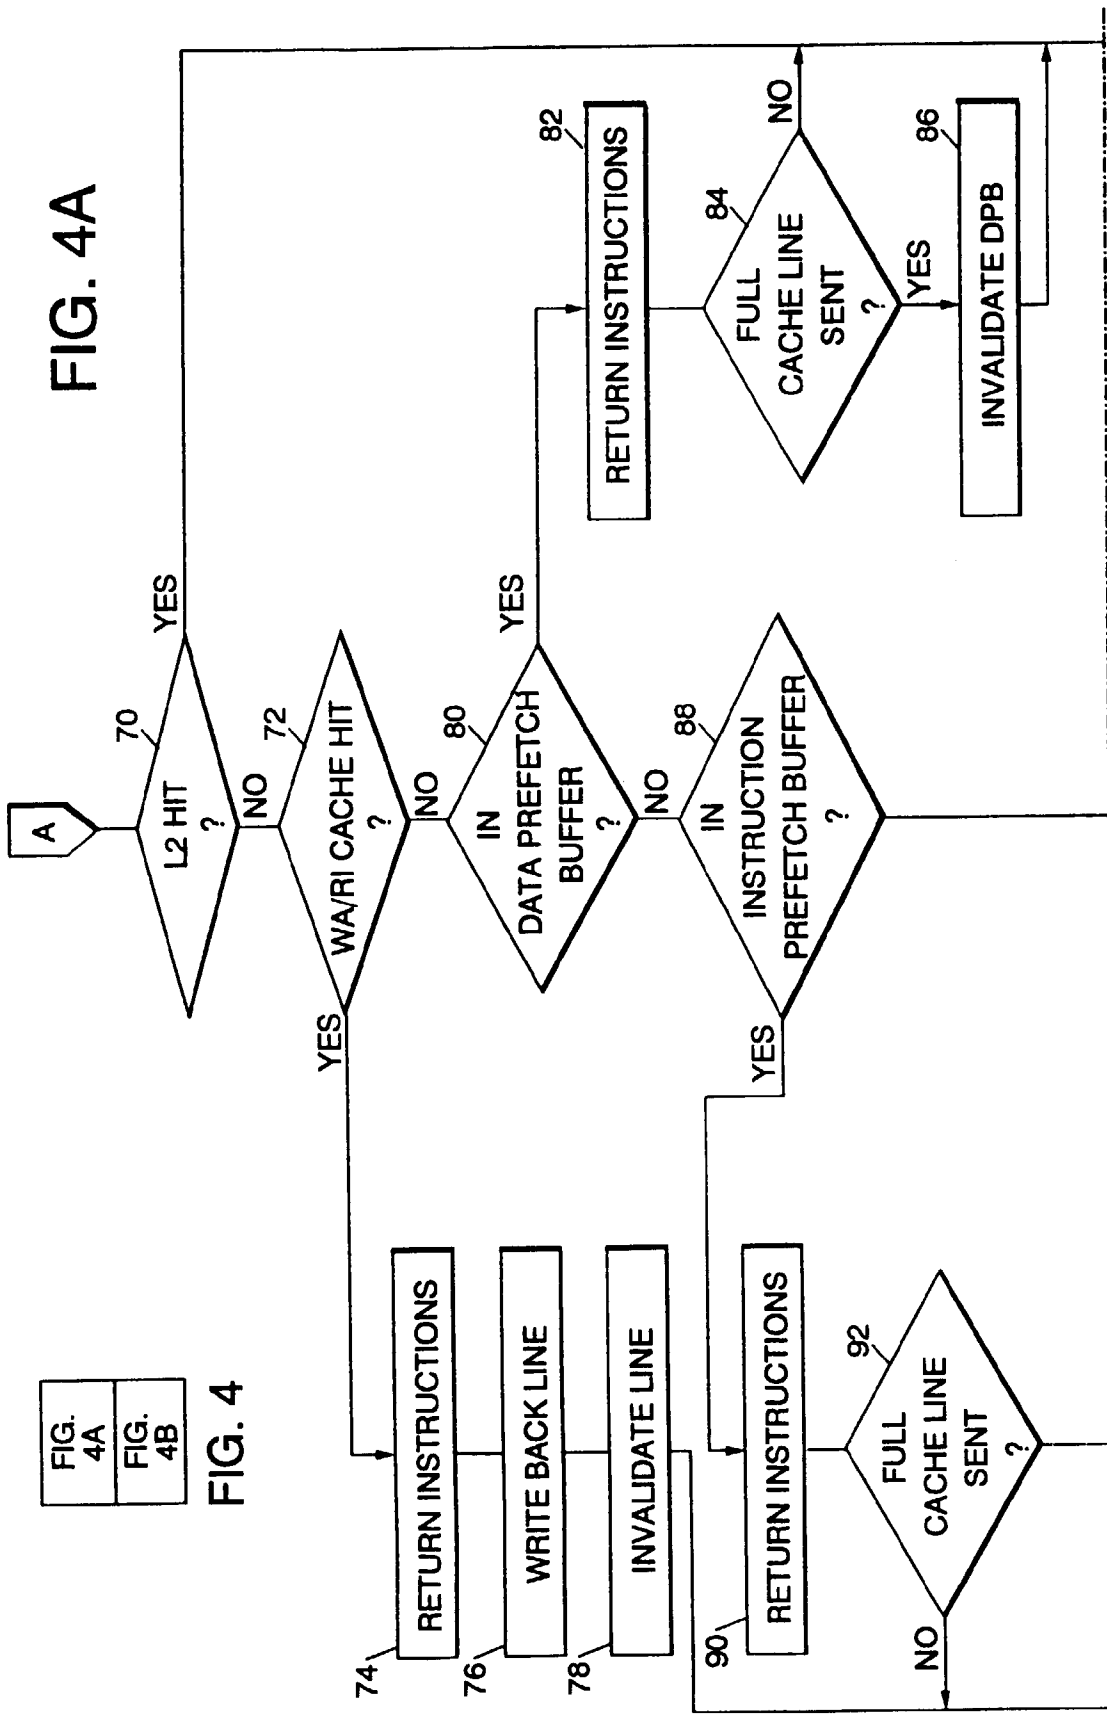 FIG. 4A
FIG.
4A
FIG.
4B
FIG. 4
A
70
L2 HIT
?
YES
NO
72
WA/RI CACHE HIT
?
YES
NO
74
RETURN INSTRUCTIONS
76
WRITE BACK LINE
78
INVALIDATE LINE
80
IN
DATA PREFETCH
BUFFER
?
YES
NO
82
RETURN INSTRUCTIONS
84
FULL
CACHE LINE
SENT
?
NO
YES
86
INVALIDATE DPB
88
IN
INSTRUCTION
PREFETCH BUFFER
?
YES
90
RETURN INSTRUCTIONS
92
FULL
CACHE LINE
SENT
?
NO